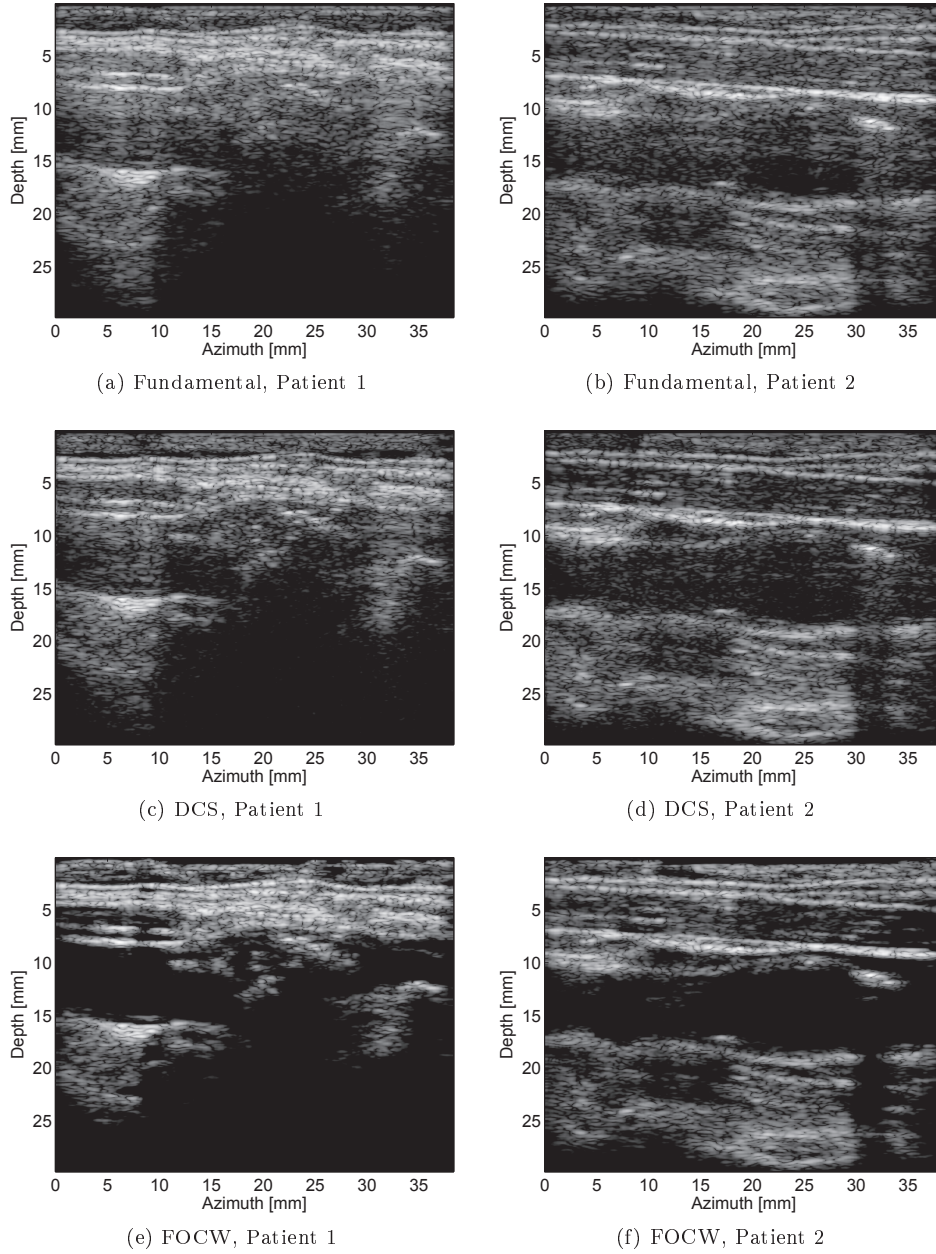 5
10
15
20
25
Depth [mm]
0 5 10 15 20 25 30 35
Azimuth [mm]
(a) Fundamental, Patient 1
5
10
15
20
25
Depth [mm]
0 5 10 15 20 25 30 35
Azimuth [mm]
(b) Fundamental, Patient 2
5
10
15
20
25
Depth [mm]
0 5 10 15 20 25 30 35
Azimuth [mm]
(c) DCS, Patient 1
5
10
15
20
25
Depth [mm]
0 5 10 15 20 25 30 35
Azimuth [mm]
(d) DCS, Patient 2
5
10
15
20
25
Depth [mm]
0 5 10 15 20 25 30 35
Azimuth [mm]
(e) FOCW, Patient 1
5
10
15
20
25
Depth [mm]
0 5 10 15 20 25 30 35
Azimuth [mm]
(f) FOCW, Patient 2